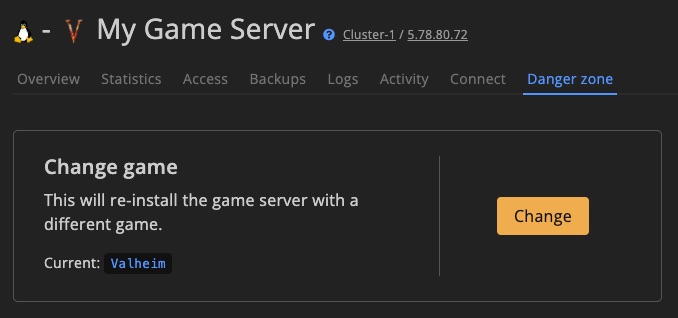 - My Game Server ? Cluster-1 / 5.78.80.72
Overview Statistics Access Backups Logs Activity Connect Danger zone
Change game
This will re-install the game server with a
different game.
Change
Current: Valheim